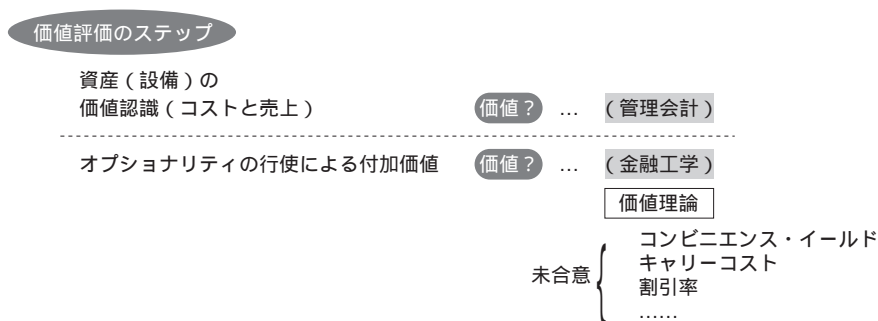 価値評価のステップ
資産(設備)の
価値認識(コストと売上) 価値? … (管理会計)
オプショナリティの行使による付加価値 価値? … (金融工学)
価値理論
コンビニエンス・イールド
キャリーコスト
未合意
割引率
……